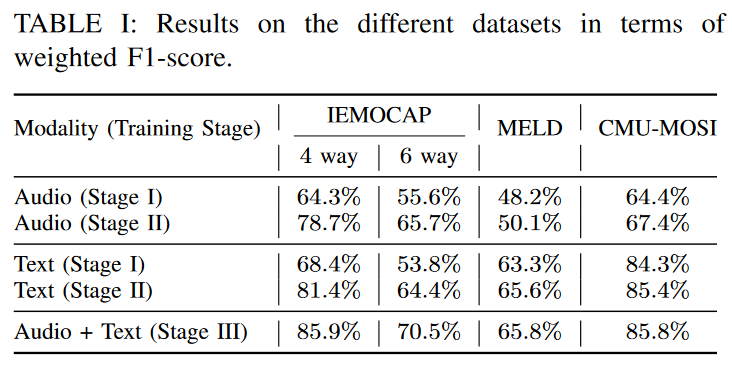 TABLE I: Results on the different datasets in terms of
weighted F1-score.
Modality (Training Stage) | IEMOCAP | MELD | CMU-MOSI
4 way | 6 way
Audio (Stage I) | 64.3% | 55.6% | 48.2% | 64.4%
Audio (Stage II) | 78.7% | 65.7% | 50.1% | 67.4%
Text (Stage I) | 68.4% | 53.8% | 63.3% | 84.3%
Text (Stage II) | 81.4% | 64.4% | 65.6% | 85.4%
Audio + Text (Stage III) | 85.9% | 70.5% | 65.8% | 85.8%